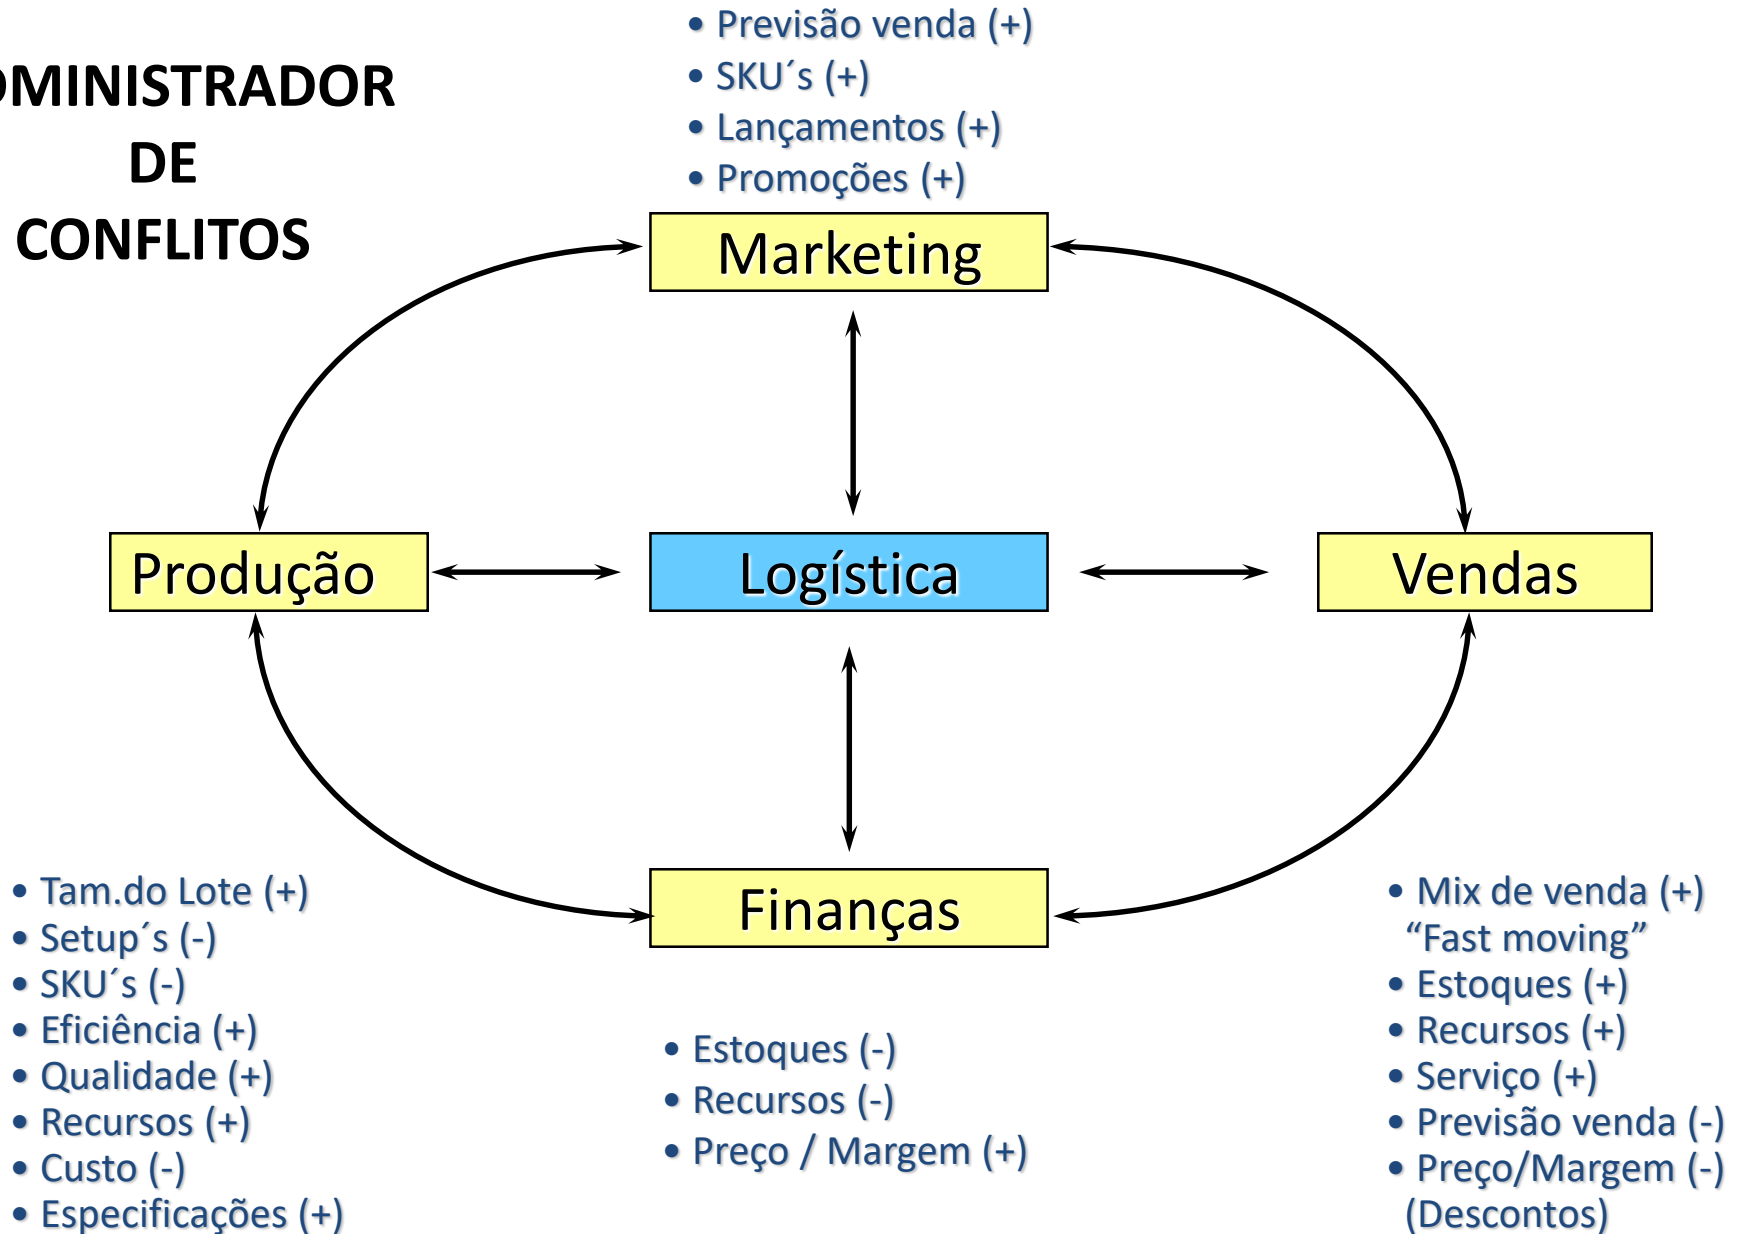 DMINISTRADOR
DE
CONFLITOS
• Previsão venda (+)
• SKU´s (+)
• Lançamentos (+)
• Promoções (+)
Marketing
Produção
Logística
Vendas
Finanças
• Tam.do Lote (+)
• Setup´s (-)
• SKU´s (-)
• Eficiência (+)
• Qualidade (+)
• Recursos (+)
• Custo (-)
• Especificações (+)
• Estoques (-)
• Recursos (-)
• Preço / Margem (+)
• Mix de venda (+)
“Fast moving”
• Estoques (+)
• Recursos (+)
• Serviço (+)
• Previsão venda (-)
• Preço/Margem (-)
(Descontos)